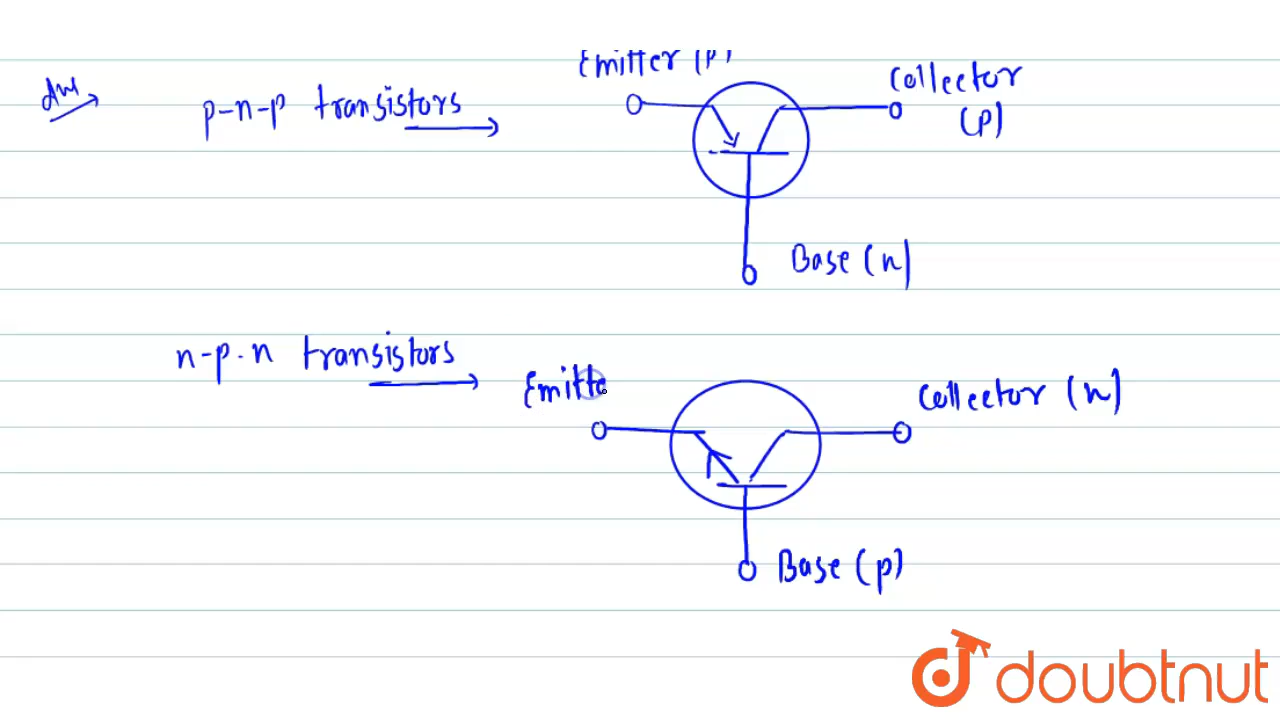 Ans
p-n-p transistors
Emitter (p)
Collector
(p)
Base (n)
n-p-n transistors
Emitte
Collector (n)
Base (p)
doubtnut